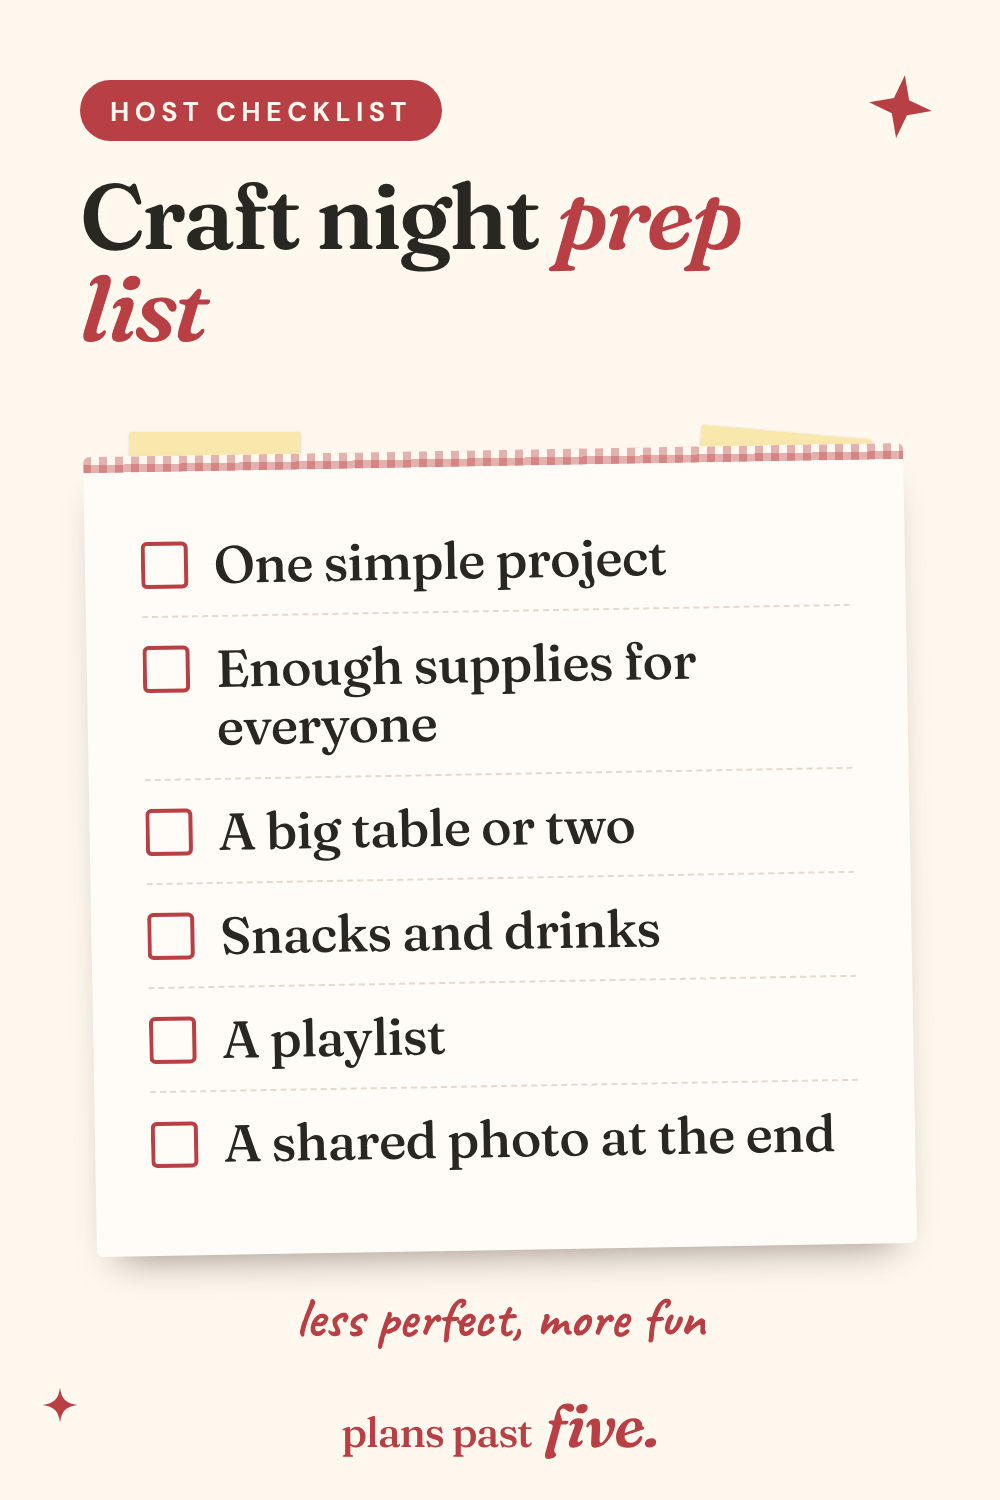 HOST CHECKLIST
Craft night prep
list
One simple project
Enough supplies for
everyone
A big table or two
Snacks and drinks
A playlist
A shared photo at the end
less perfect, more fun
plans past five.